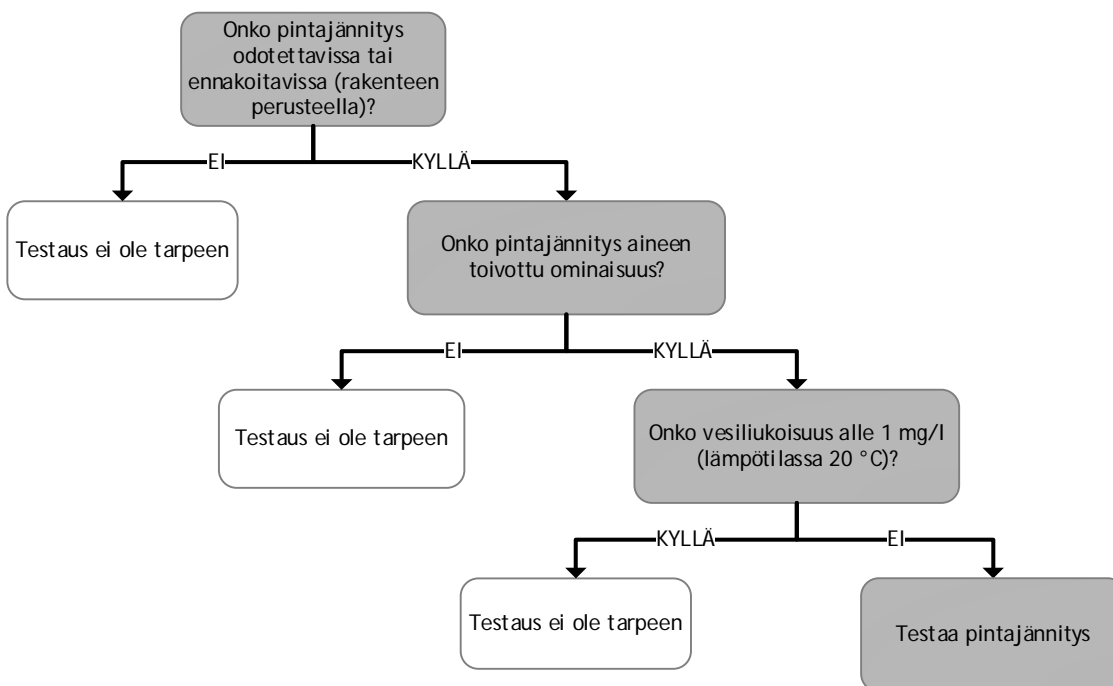 Onko pintajännitys
odotettavissa tai
ennakoitavissa (rakenteen
perusteella)?
EI
KYLLÄ
Testaus ei ole tarpeen
Onko pintajännitys aineen
toivottu ominaisuus?
EI
KYLLÄ
Testaus ei ole tarpeen
Onko vesiliukoisuus alle 1 mg/l
(lämpötilassa 20 °C)?
KYLLÄ
EI
Testaus ei ole tarpeen
Testaa pintajännitys